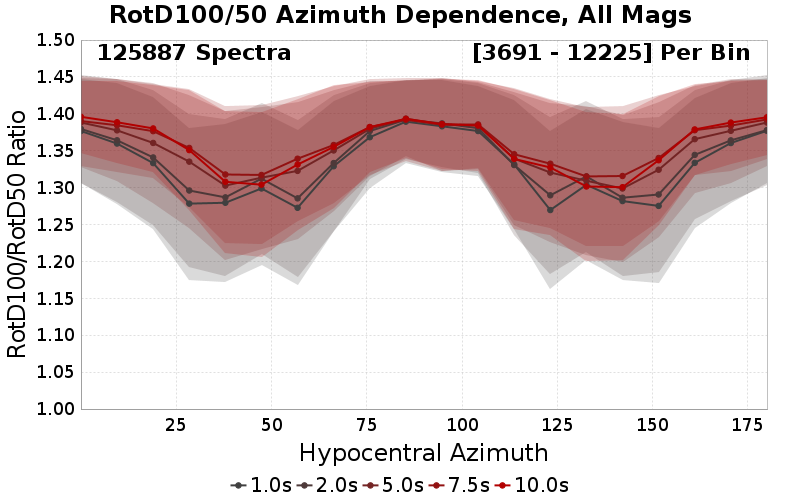 RotD100/50 Azimuth Dependence, All Mags
125887 Spectra
[3691 - 12225] Per Bin
RotD100/RotD50 Ratio
1.50
1.45
1.40
1.35
1.30
1.25
1.20
1.15
1.10
1.05
1.00
25 50 75 100 125 150 175
Hypocentral Azimuth
1.0s 2.0s 5.0s 7.5s 10.0s